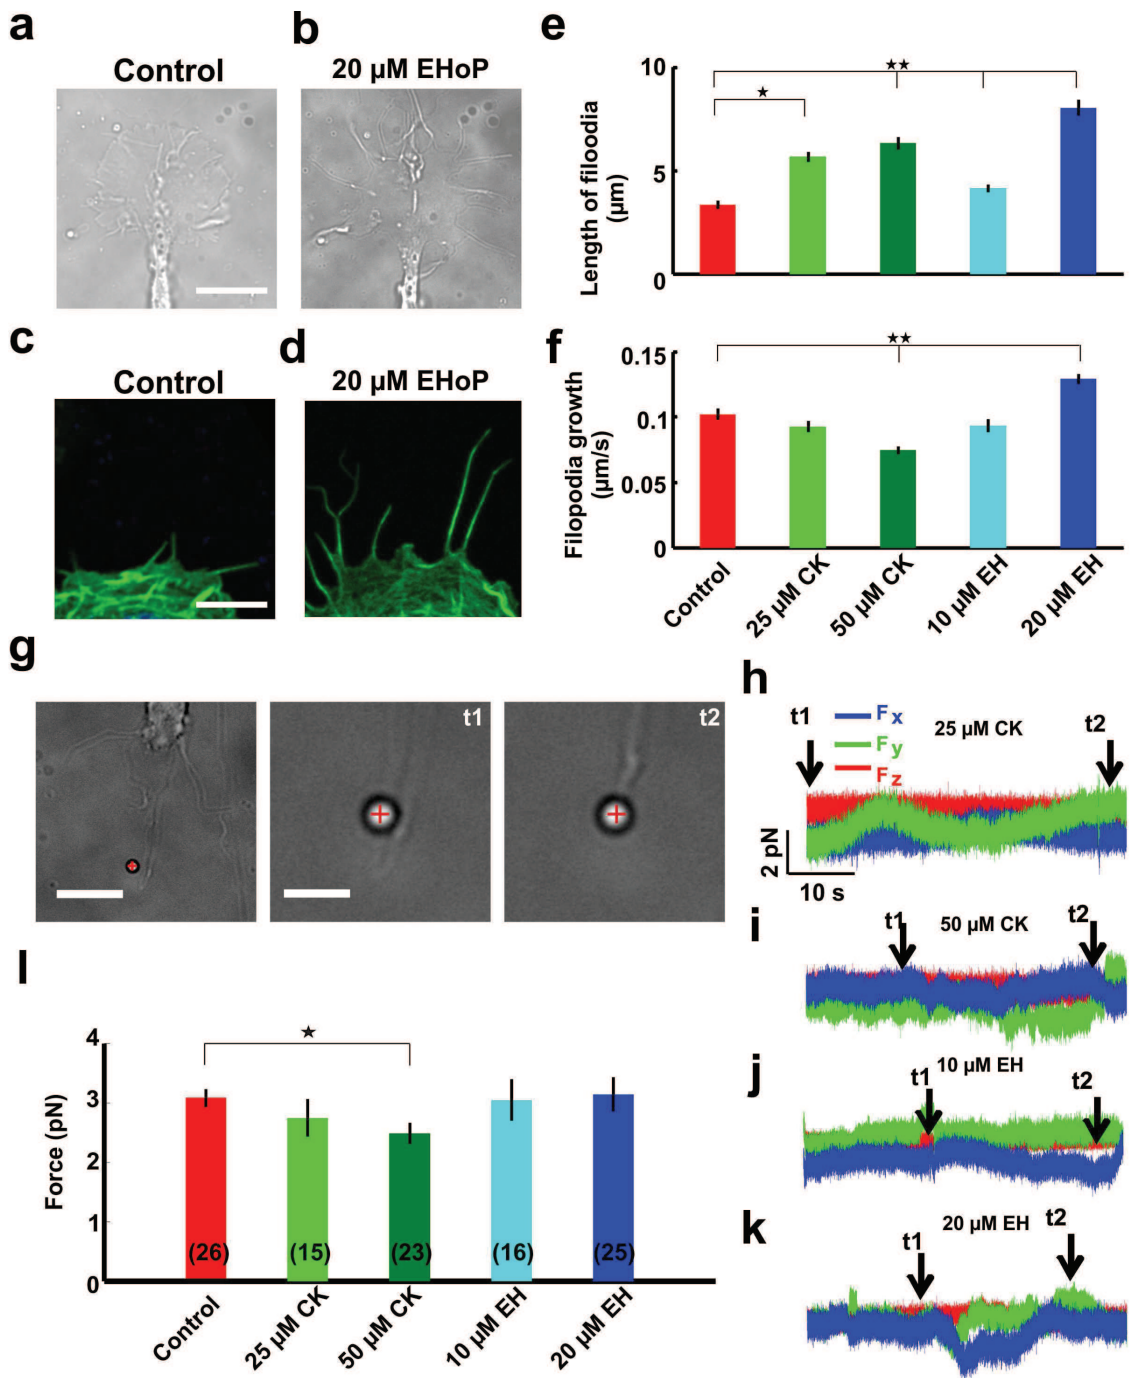 a
Control
b
20 µM EHoP
c
Control
d
20 µM EHoP
e
Length of filoodia
(µm)
10
5
0
★
★★
f
Filopodia growth
(µm/s)
0.15
0.1
0.05
0
★★
Control
25 µM CK
50 µM CK
10 µM EH
20 µM EH
g
t1
t2
h
t1
Fx
Fy
Fz
25 µM CK
t2
2 pN
10 s
i
t1
50 µM CK
t2
j
t1
10 µM EH
t2
k
t1
20 µM EH
t2
l
Force (pN)
4
3
2
1
0
★
(26)
(15)
(23)
(16)
(25)
Control
25 µM CK
50 µM CK
10 µM EH
20 µM EH